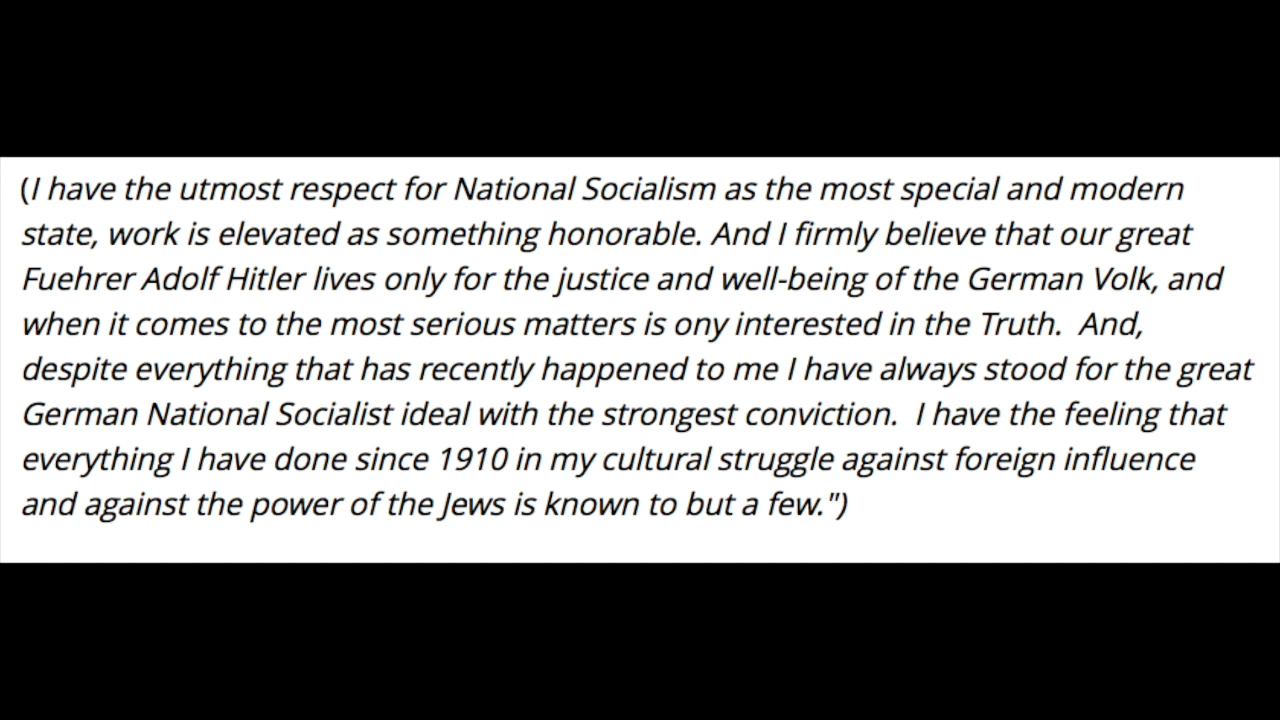 (I have the utmost respect for National Socialism as the most special and modern
state, work is elevated as something honorable. And I firmly believe that our great
Fuehrer Adolf Hitler lives only for the justice and well-being of the German Volk, and
when it comes to the most serious matters is ony interested in the Truth.  And,
despite everything that has recently happened to me I have always stood for the great
German National Socialist ideal with the strongest conviction.  I have the feeling that
everything I have done since 1910 in my cultural struggle against foreign influence
and against the power of the Jews is known to but a few.")